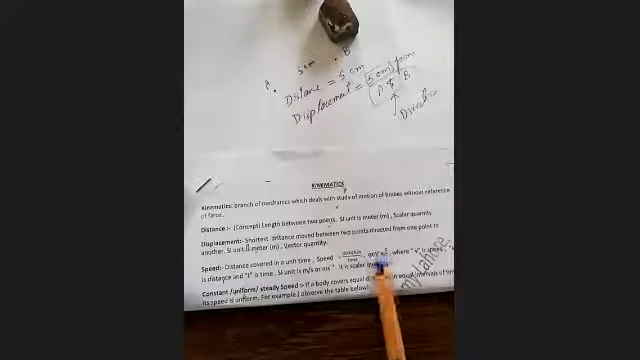 A . 5 cm . B
Distane = 5 cm
Displacement = 5 cm from
A B
Direction
KINEMATICS
Kinematics: branch of mechanics which deals with study of motion of bodies without reference
of force.
Distance :- (Concept) Length between two points. SI unit is meter (m) , Scalar quantity
Displacement:- Shortest distance moved between two points directed from one point to
another. SI unit meter (m), Vector quantity.
Speed:- Distance covered in a unit time, Speed = distance/time, or where "v" is speed,
is distance and "t" is time . SI unit is m/s or ms⁻¹. It is scalar
Constant /uniform/ steady Speed :- If a body covers equal in equal intervals of
its speed is uniform. For example ( observe the table below)
my Lahore